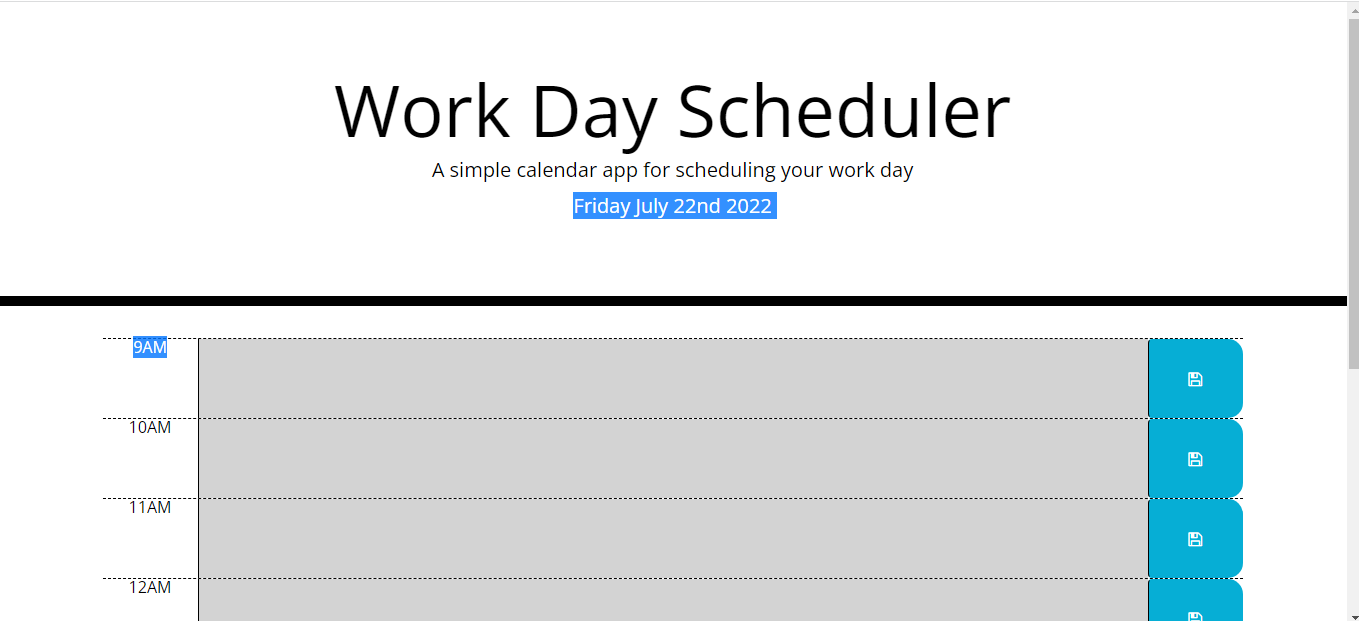 Work Day Scheduler
A simple calendar app for scheduling your work day
Friday July 22nd 2022
9AM
10AM
11AM
12AM